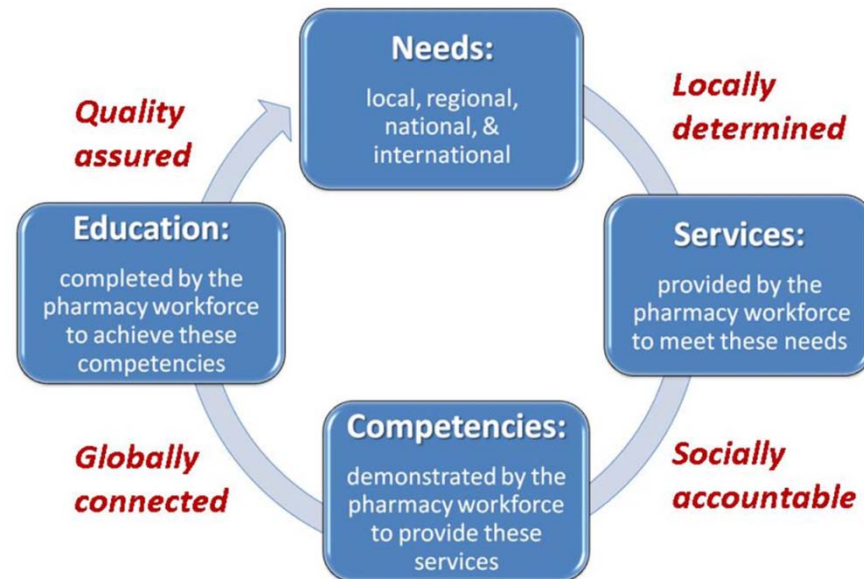 Needs:
local, regional,
national, &
international
Locally
determined
Services:
provided by the
pharmacy workforce
to meet these needs
Socially
accountable
Competencies:
demonstrated by the
pharmacy workforce
to provide these
services
Globally
connected
Education:
completed by the
pharmacy workforce
to achieve these
competencies
Quality
assured